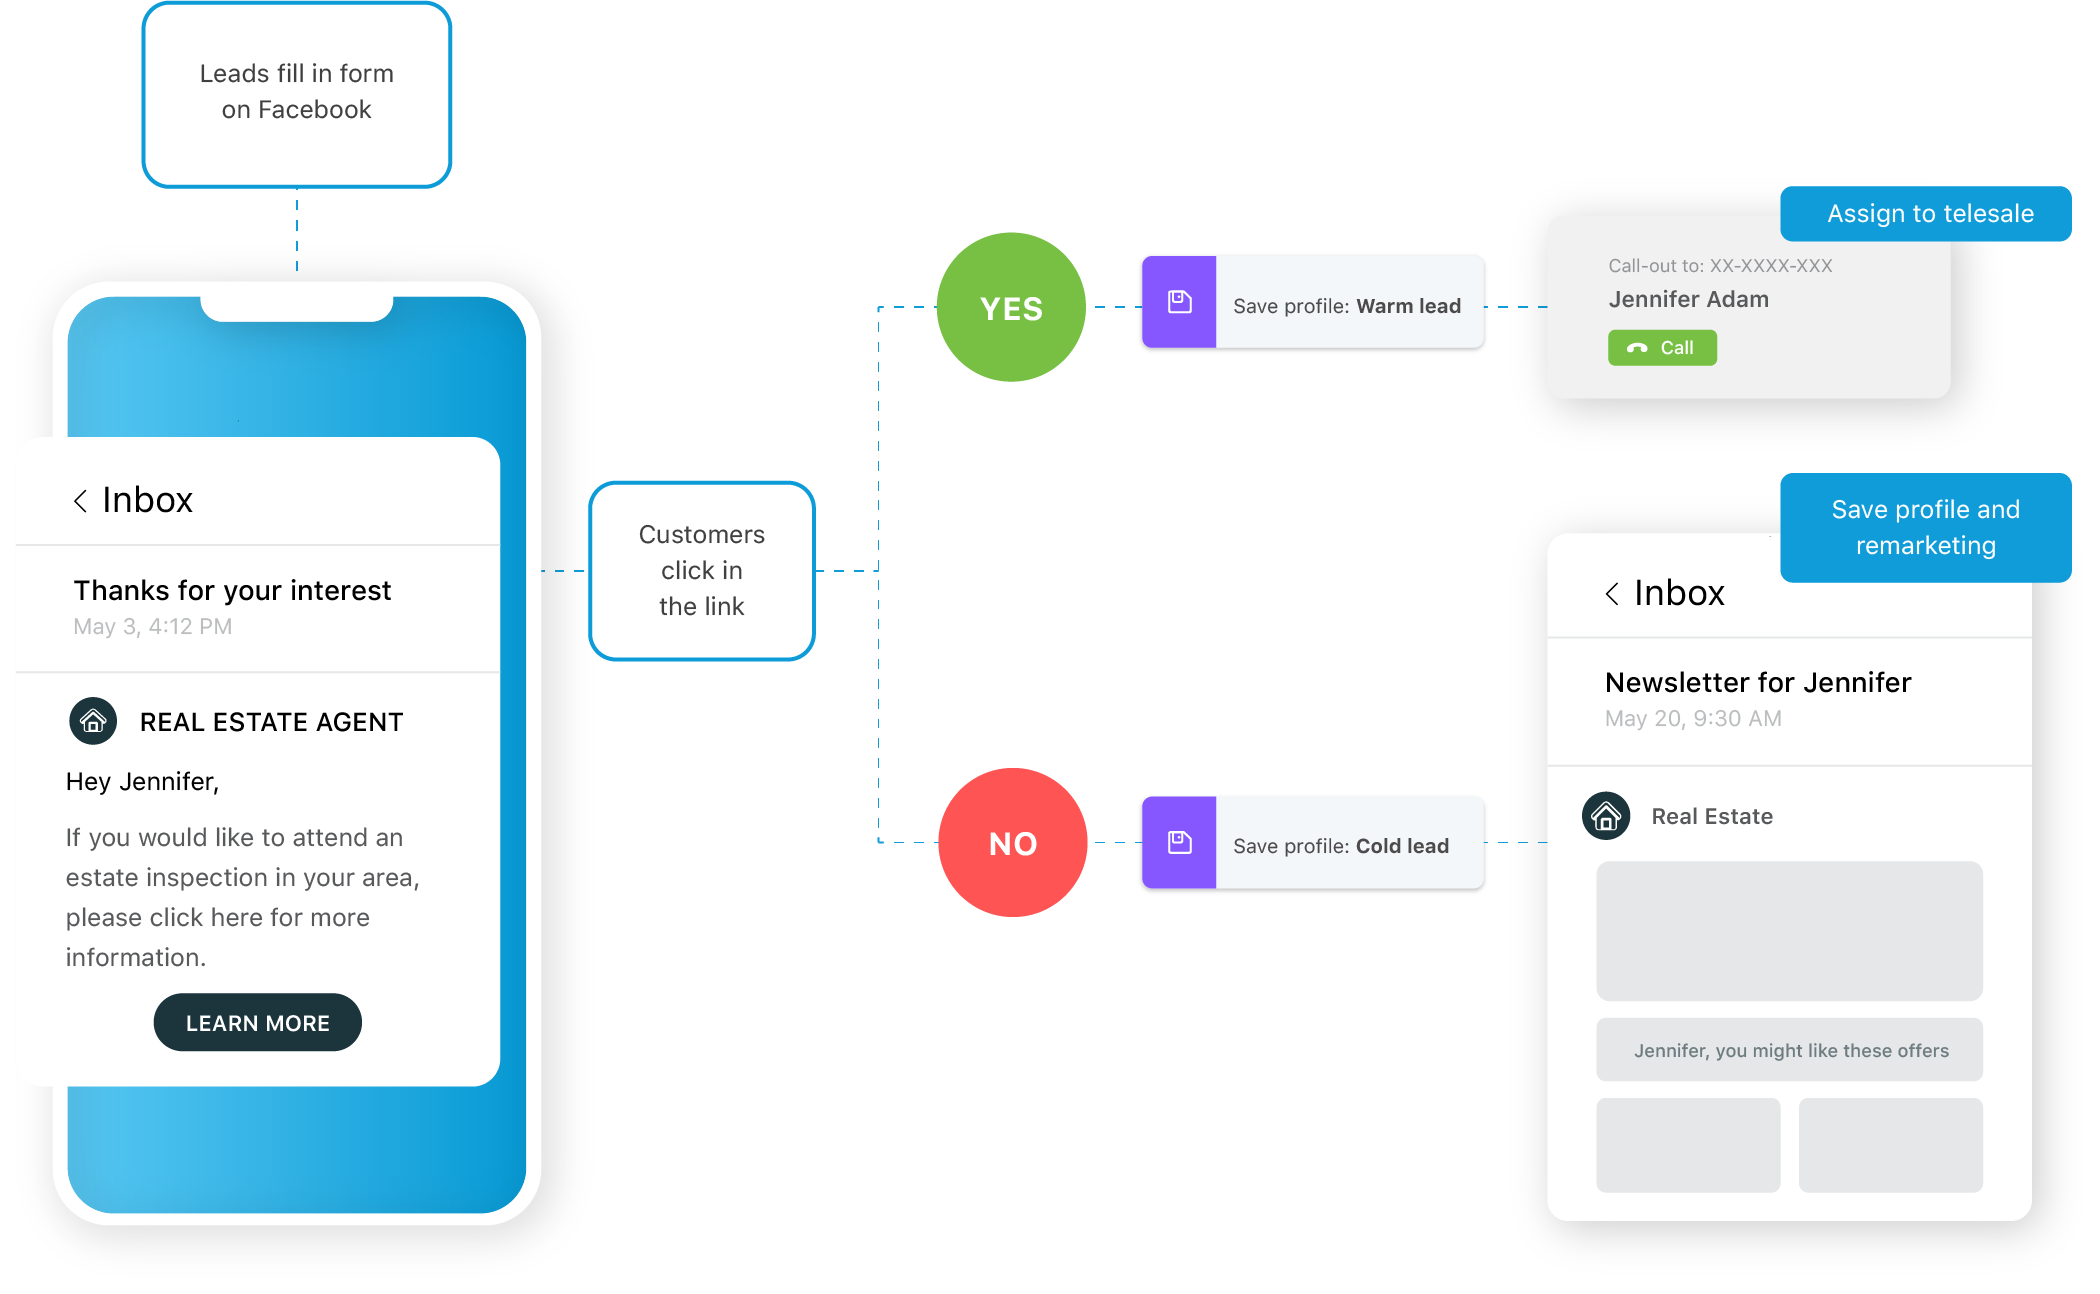 Leads fill in form
on Facebook
Inbox
Thanks for your interest
May 3, 4:12 PM
REAL ESTATE AGENT
Hey Jennifer,
If you would like to attend an
estate inspection in your area,
please click here for more
information.
LEARN MORE
Customers
click in
the link
YES
Save profile: Warm lead
Assign to telesale
Call-out to: XX-XXXX-XXX
Jennifer Adam
Call
NO
Save profile: Cold lead
Save profile and
remarketing
Inbox
Newsletter for Jennifer
May 20, 9:30 AM
Real Estate
Jennifer, you might like these offers